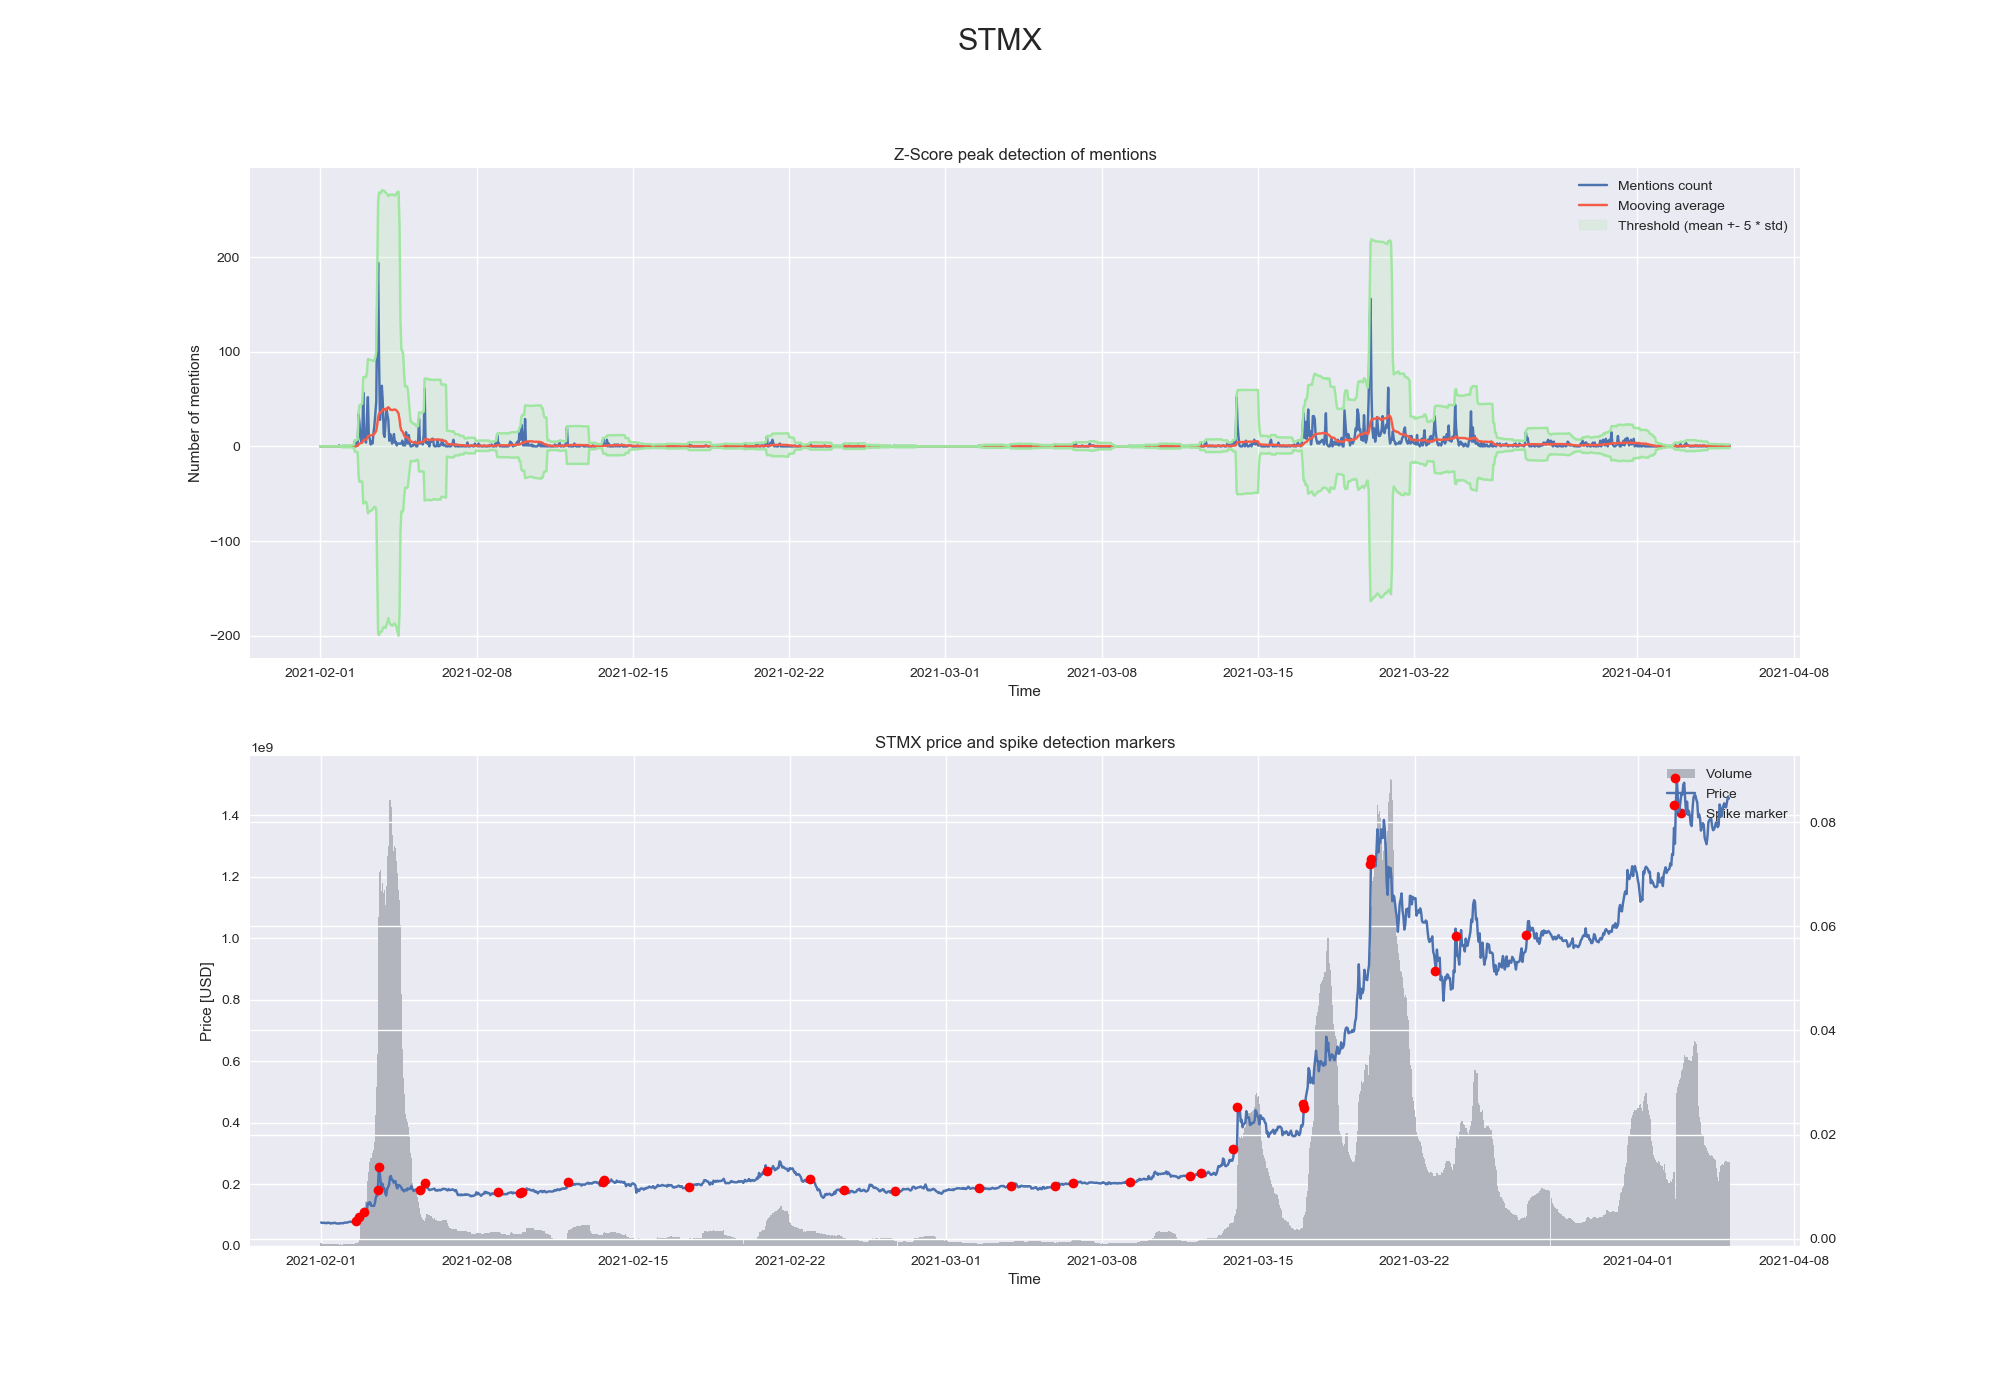 STMX
Z-Score peak detection of mentions
Mentions count
Mooving average
Threshold (mean +- 5 * std)
200
100
0
−100
−200
Number of mentions
2021-02-01 2021-02-08 2021-02-15 2021-02-22 2021-03-01 2021-03-08 2021-03-15 2021-03-22 2021-04-01 2021-04-08
Time
STMX price and spike detection markers
1e9
Volume
Price
Spike marker
1.4
1.2
1.0
0.8
0.6
0.4
0.2
0.0
Price [USD]
0.08
0.06
0.04
0.02
0.00
2021-02-01 2021-02-08 2021-02-15 2021-02-22 2021-03-01 2021-03-08 2021-03-15 2021-03-22 2021-04-01 2021-04-08
Time